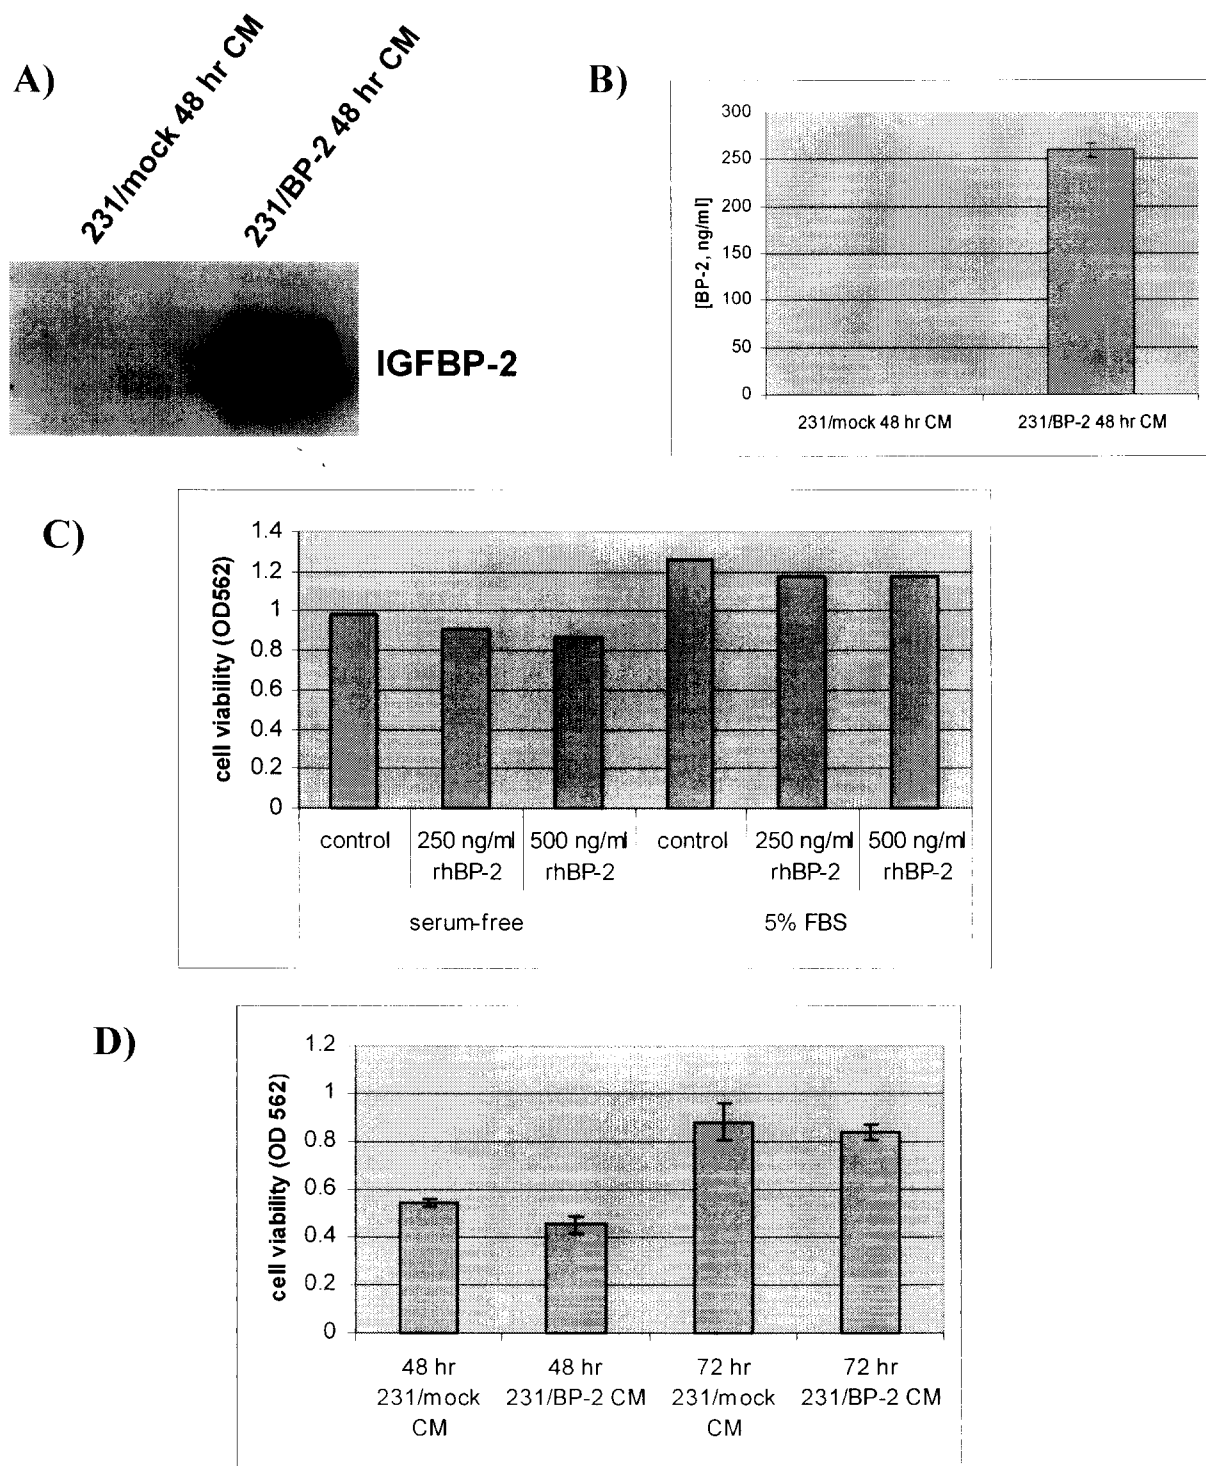 A)
231/mock 48 hr CM
231/BP-2 48 hr CM
IGFBP-2
B)
[BP-2, ng/ml]
300
250
200
150
100
50
0
231/mock 48 hr CM
231/BP-2 48 hr CM
C)
cell viability (OD562)
1.4
1.2
1
0.8
0.6
0.4
0.2
0
control
250 ng/ml
rhBP-2
500 ng/ml
rhBP-2
control
250 ng/ml
rhBP-2
500 ng/ml
rhBP-2
serum-free
5% FBS
D)
cell viability (OD 562)
1.2
1
0.8
0.6
0.4
0.2
0
48 hr
231/mock
CM
48 hr
231/BP-2 CM
72 hr
231/mock
CM
72 hr
231/BP-2 CM